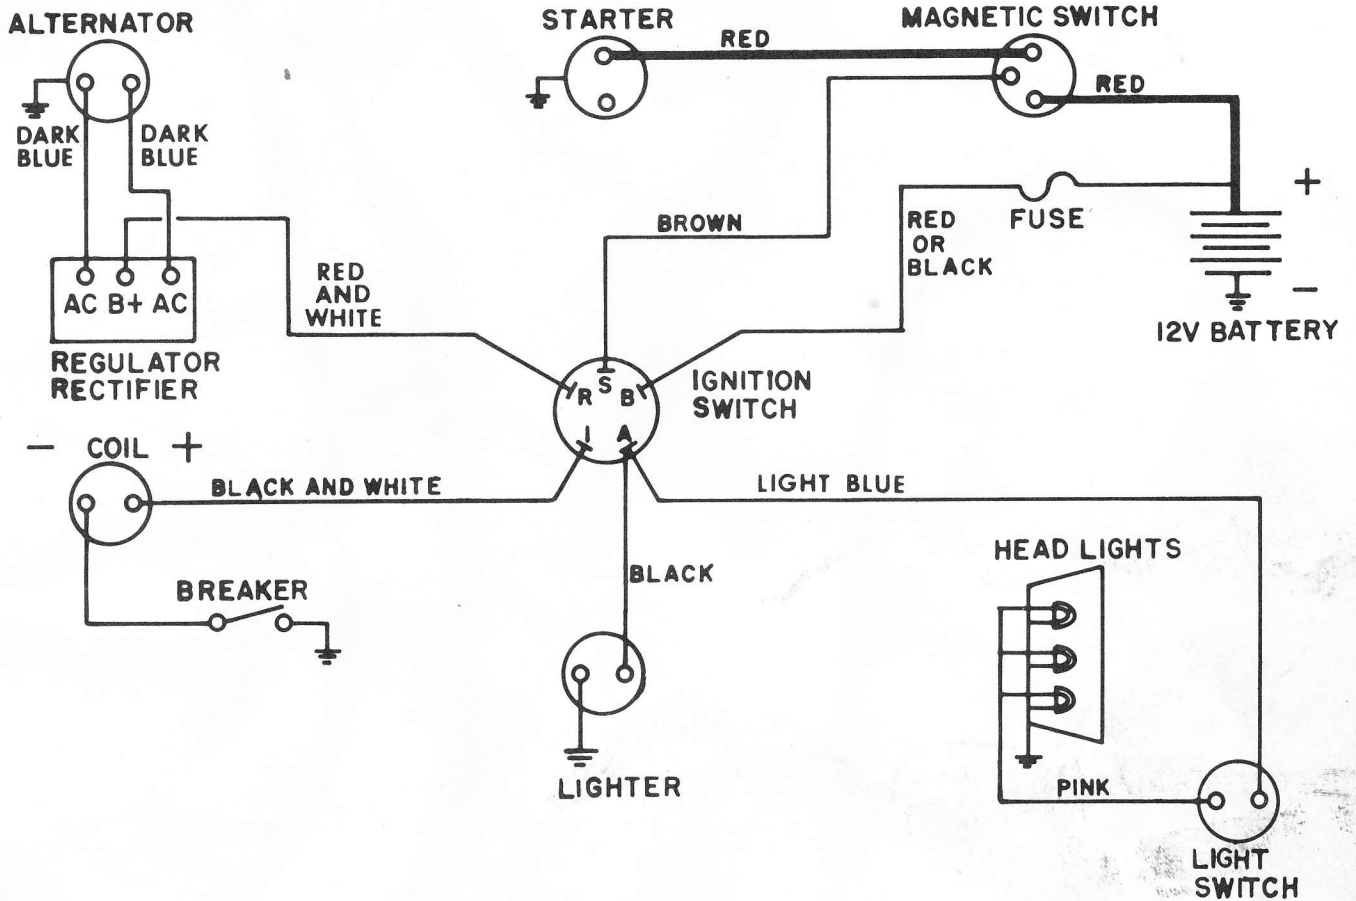 ALTERNATOR
STARTER
MAGNETIC SWITCH
RED
RED
DARK
BLUE
DARK
BLUE
+
BROWN
RED
OR
BLACK
FUSE
AC B+ AC
RED
AND
WHITE
−
12V BATTERY
REGULATOR
RECTIFIER
R
S
B
I
A
IGNITION
SWITCH
− COIL +
BLACK AND WHITE
LIGHT BLUE
HEAD LIGHTS
BLACK
BREAKER
LIGHTER
PINK
LIGHT
SWITCH